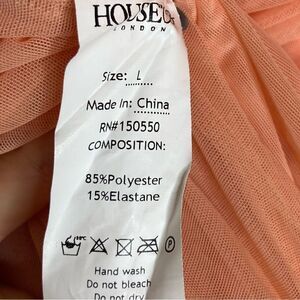 HOUSE OF
LONDON
Size: L
Made In: China
RN#150550
COMPOSITION:
85%Polyester
15%Elastane
30°C
P
Hand wash
Do not bleach
Do not dry